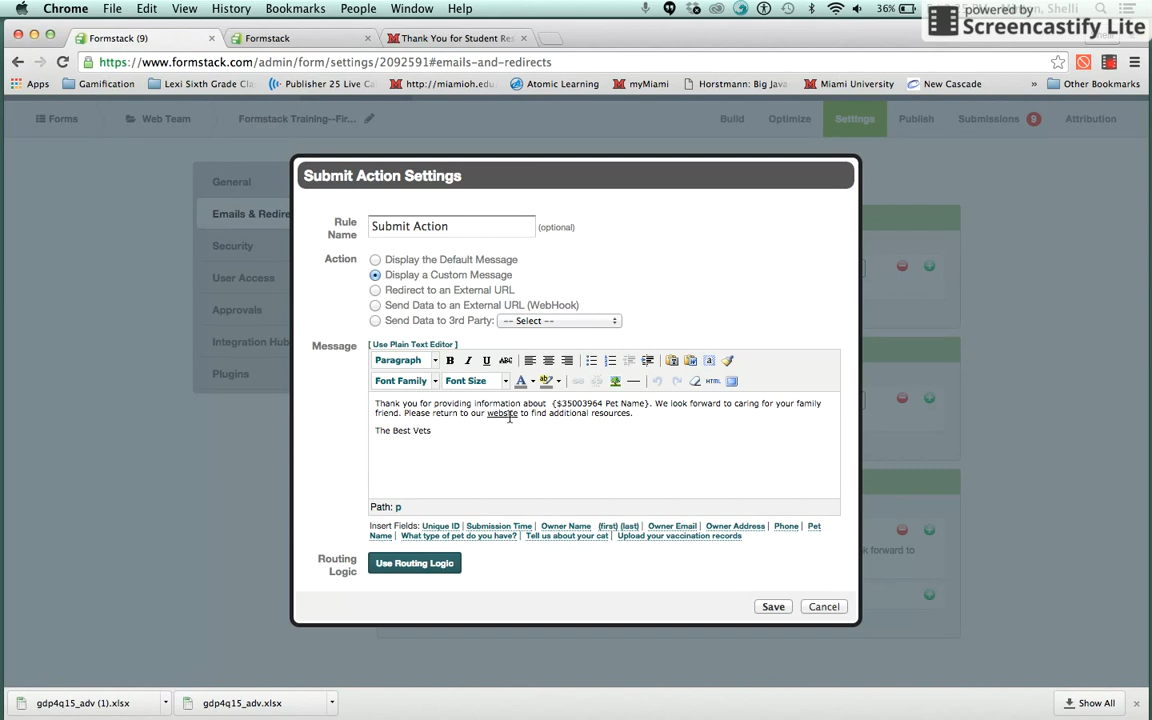 Chrome File Edit View History Bookmarks People Window Help 36%
powered by
Screencastify Lite
Formstack (9) Formstack Thank You for Student Re
https://www.formstack.com/admin/form/settings/2092591#emails-and-redirects
Apps Gamification Lexi Sixth Grade Cla Publisher 25 Live Ca http://miamioh.edu. Atomic Learning myMiami Horstmann: Big Java Miami University New Cascade » Other Bookmarks
Forms Web Team Formstack Training--Fir... Build Optimize Settings Publish Submissions 9 Attribution
General
Emails & Redire
Security
User Access
Approvals
Integration Hub
Plugins
Submit Action Settings
Rule Name Submit Action (optional)
Action Display the Default Message
Display a Custom Message
Redirect to an External URL
Send Data to an External URL (WebHook)
Send Data to 3rd Party: -- Select --
Message [ Use Plain Text Editor ]
Paragraph B I U ABC
Font Family Font Size A ab HTML
Thank you for providing information about {$35003964 Pet Name}. We look forward to caring for your family
friend. Please return to our website to find additional resources.
The Best Vets
Path: p
Insert Fields: Unique ID | Submission Time | Owner Name (first) (last) | Owner Email | Owner Address | Phone | Pet
Name | What type of pet do you have? | Tell us about your cat | Upload your vaccination records
Routing Logic Use Routing Logic
k forward to
Save Cancel
gdp4q15_adv (1).xlsx gdp4q15_adv.xlsx Show All